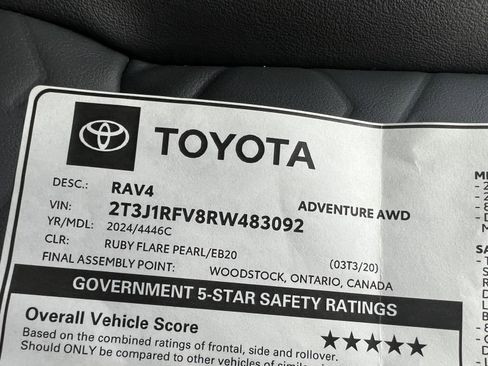 TOYOTA
DESC.: RAV4 ADVENTURE AWD
VIN: 2T3J1RFV8RW483092
YR/MDL: 2024/4446C
CLR: RUBY FLARE PEARL/EB20 (03T3/20)
FINAL ASSEMBLY POINT: WOODSTOCK, ONTARIO, CANADA
GOVERNMENT 5-STAR SAFETY RATINGS
Overall Vehicle Score ★★★★★
Based on the combined ratings of frontal, side and rollover.
Should ONLY be compared to other vehicles of similar